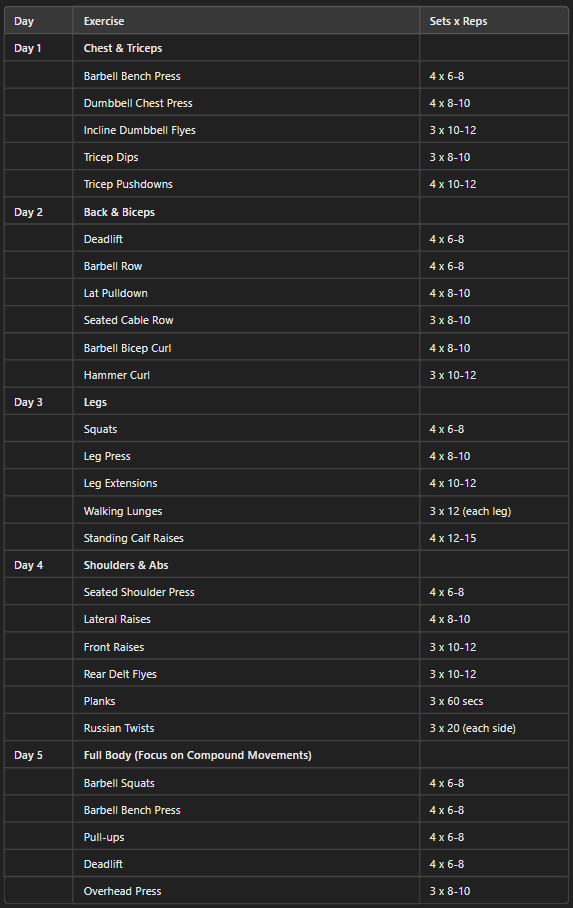 Day Exercise Sets x Reps
Day 1 Chest & Triceps
Barbell Bench Press 4 x 6-8
Dumbbell Chest Press 4 x 8-10
Incline Dumbbell Flyes 3 x 10-12
Tricep Dips 3 x 8-10
Tricep Pushdowns 4 x 10-12
Day 2 Back & Biceps
Deadlift 4 x 6-8
Barbell Row 4 x 6-8
Lat Pulldown 4 x 8-10
Seated Cable Row 3 x 8-10
Barbell Bicep Curl 4 x 8-10
Hammer Curl 3 x 10-12
Day 3 Legs
Squats 4 x 6-8
Leg Press 4 x 8-10
Leg Extensions 4 x 10-12
Walking Lunges 3 x 12 (each leg)
Standing Calf Raises 4 x 12-15
Day 4 Shoulders & Abs
Seated Shoulder Press 4 x 6-8
Lateral Raises 4 x 8-10
Front Raises 3 x 10-12
Rear Delt Flyes 3 x 10-12
Planks 3 x 60 secs
Russian Twists 3 x 20 (each side)
Day 5 Full Body (Focus on Compound Movements)
Barbell Squats 4 x 6-8
Barbell Bench Press 4 x 6-8
Pull-ups 4 x 6-8
Deadlift 4 x 6-8
Overhead Press 3 x 8-10